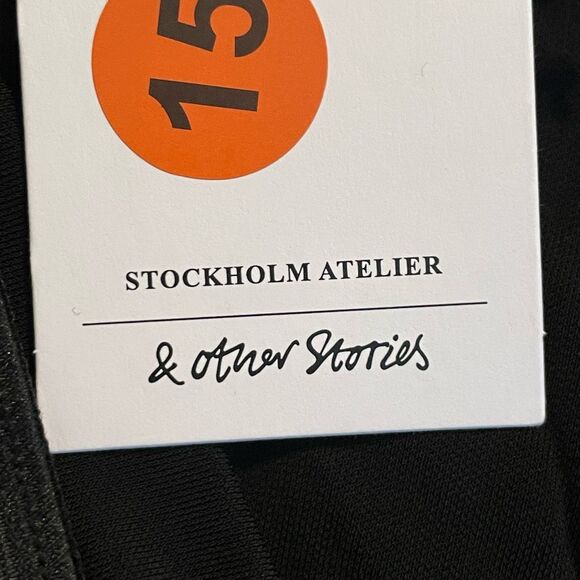 15
STOCKHOLM ATELIER
& other Stories